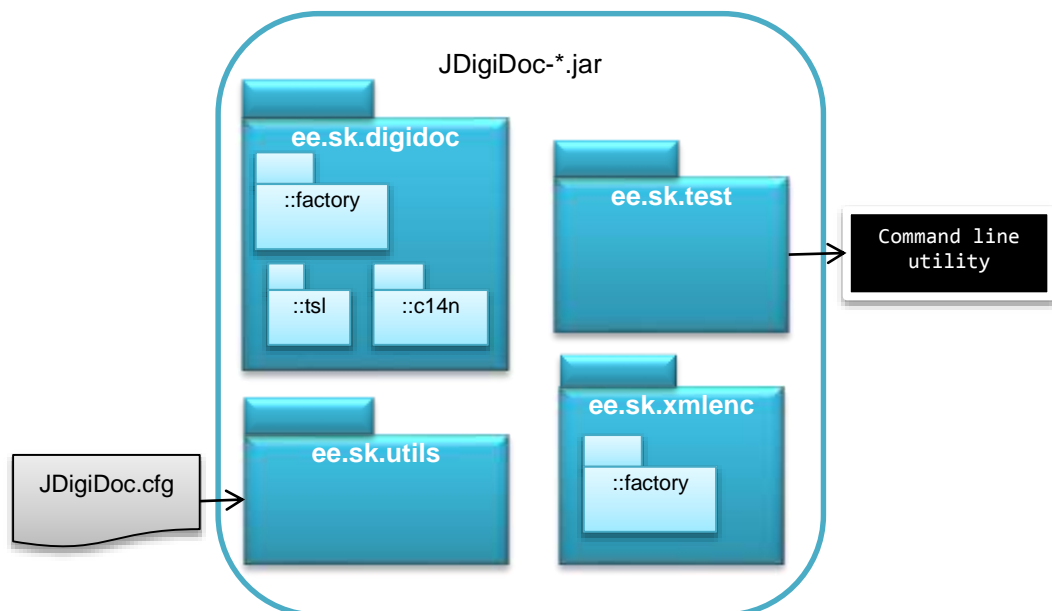 JDigiDoc-*.jar
ee.sk.digidoc
::factory
::tsl
::c14n
ee.sk.test
Command line
utility
ee.sk.utils
ee.sk.xmlenc
::factory
JDigiDoc.cfg